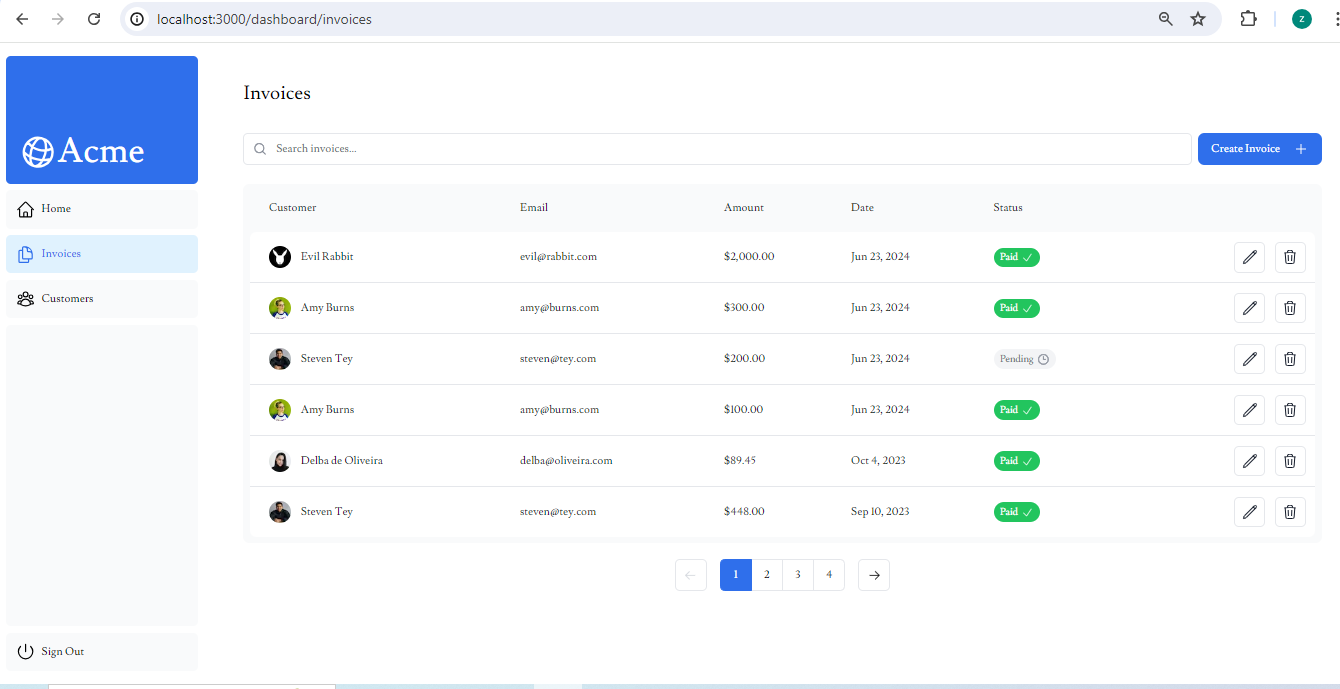 localhost:3000/dashboard/invoices
Z
Acme
Home
Invoices
Customers
Sign Out
Invoices
Search invoices...
Create Invoice +
Customer Email Amount Date Status
Evil Rabbit evil@rabbit.com $2,000.00 Jun 23, 2024 Paid
Amy Burns amy@burns.com $300.00 Jun 23, 2024 Paid
Steven Tey steven@tey.com $200.00 Jun 23, 2024 Pending
Amy Burns amy@burns.com $100.00 Jun 23, 2024 Paid
Delba de Oliveira delba@oliveira.com $89.45 Oct 4, 2023 Paid
Steven Tey steven@tey.com $448.00 Sep 10, 2023 Paid
1 2 3 4